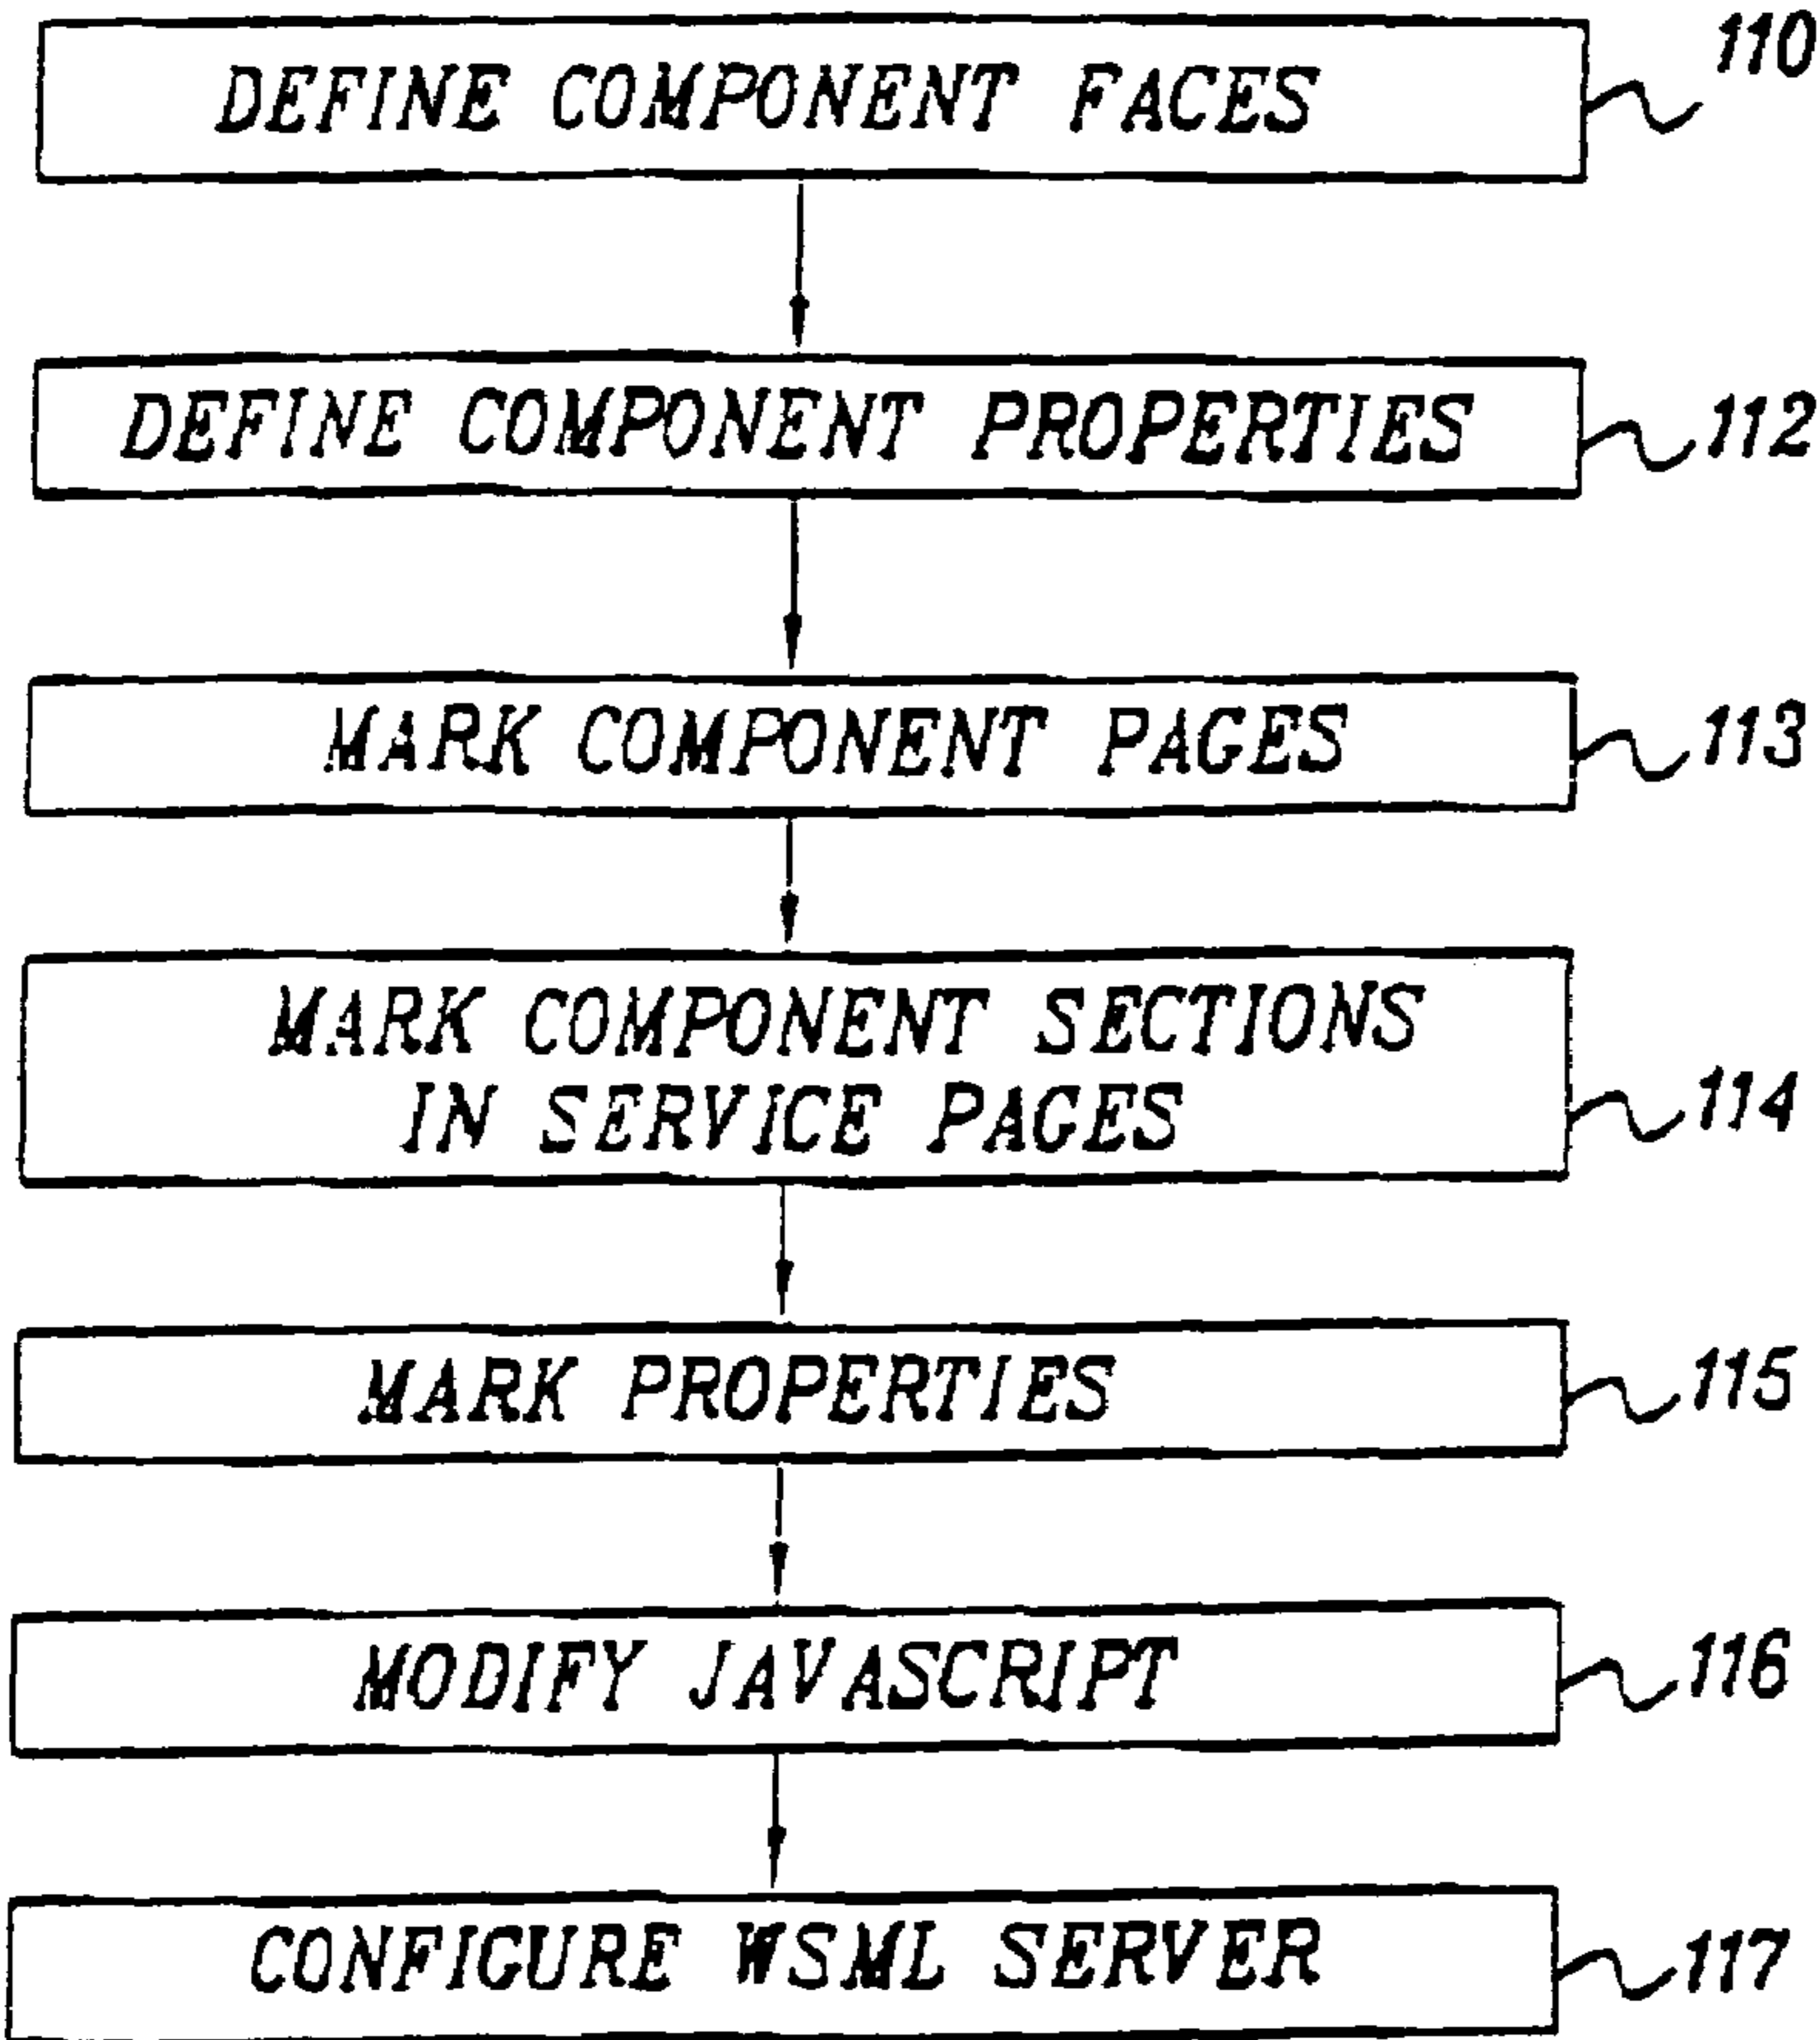 DEFINE COMPONENT FACES
110
DEFINE COMPONENT PROPERTIES
112
MARK COMPONENT PAGES
113
MARK COMPONENT SECTIONS
IN SERVICE PAGES
114
MARK PROPERTIES
115
MODIFY JAVASCRIPT
116
CONFIGURE WSML SERVER
117